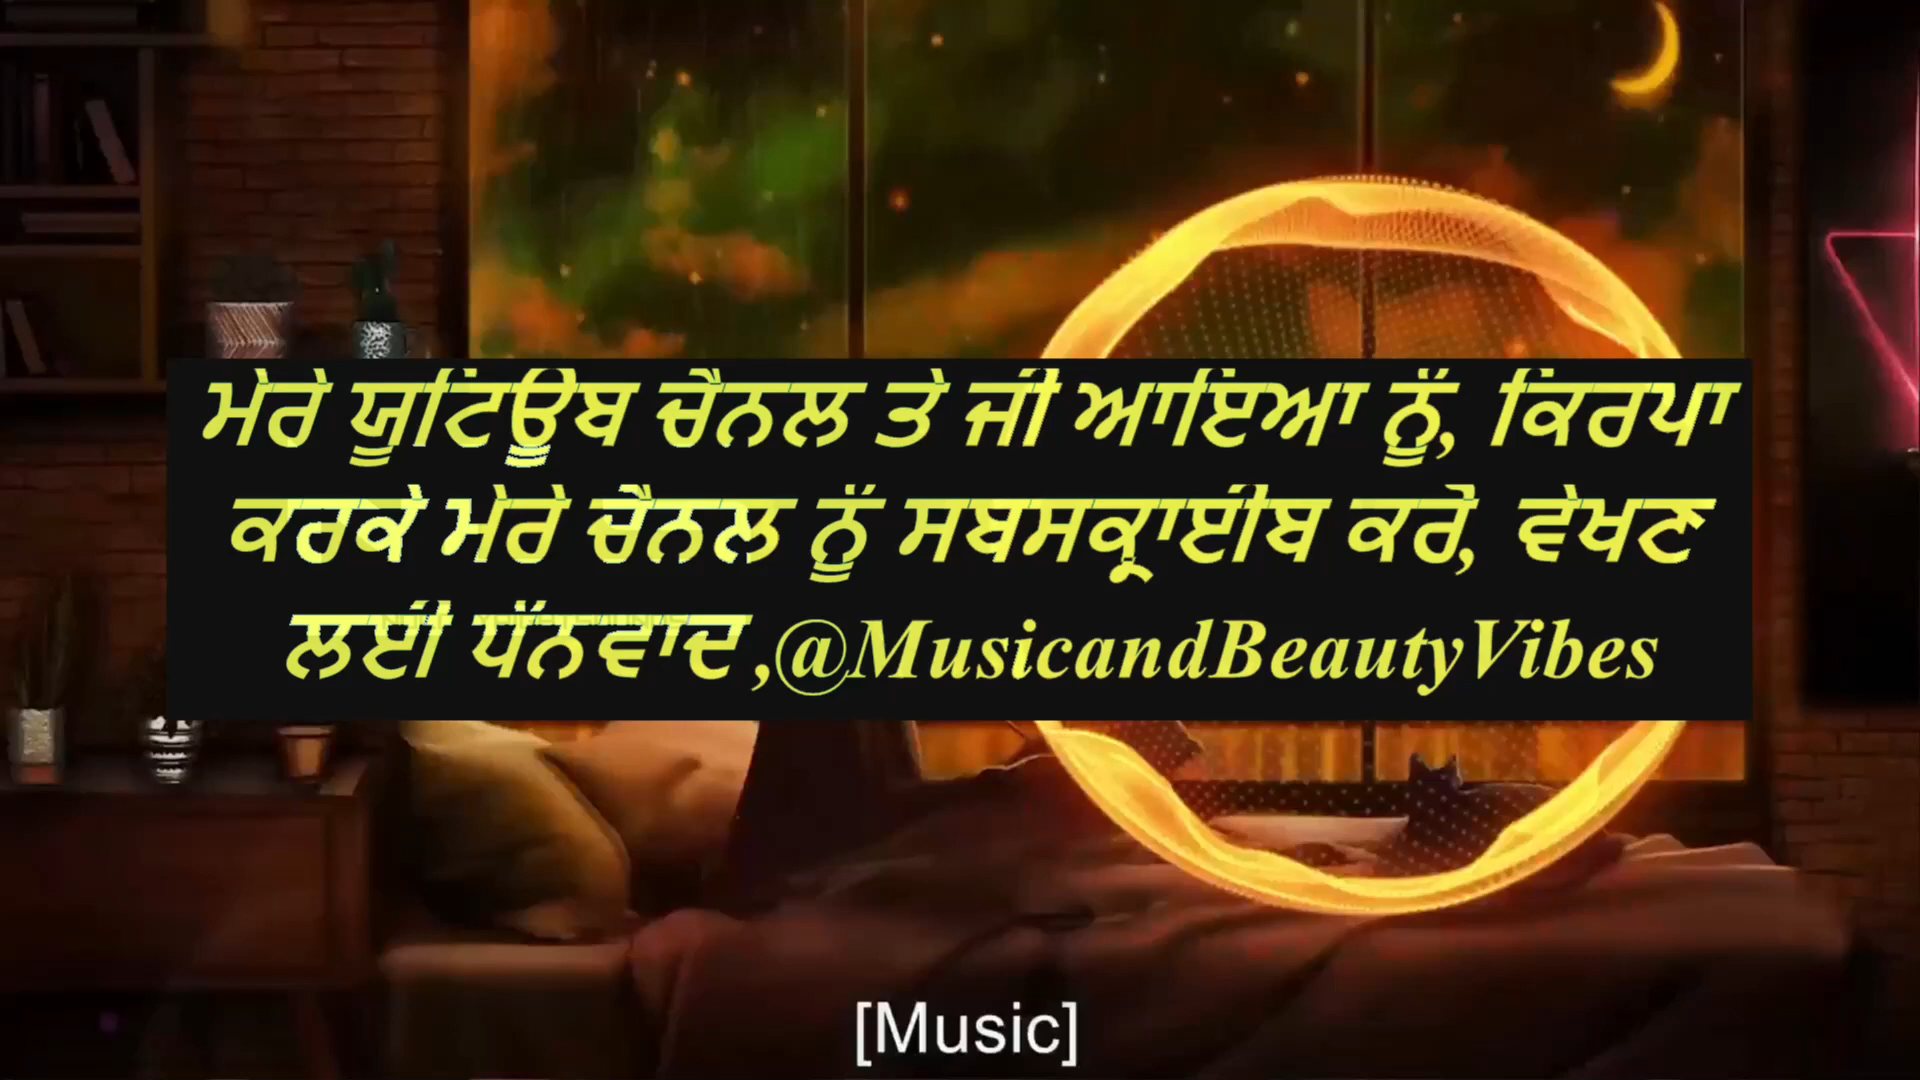 ਮੇਰੇ ਯੂਟਿਊਬ ਚੈਨਲ ਤੇ ਜੀ ਆਇਆ ਨੂੰ, ਕਿਰਪਾ
ਕਰਕੇ ਮੇਰੇ ਚੈਨਲ ਨੂੰ ਸਬਸਕ੍ਰਾਈਬ ਕਰੋ, ਵੇਖਣ
ਲਈ ਧੰਨਵਾਦ ,@MusicandBeautyVibes
[Music]